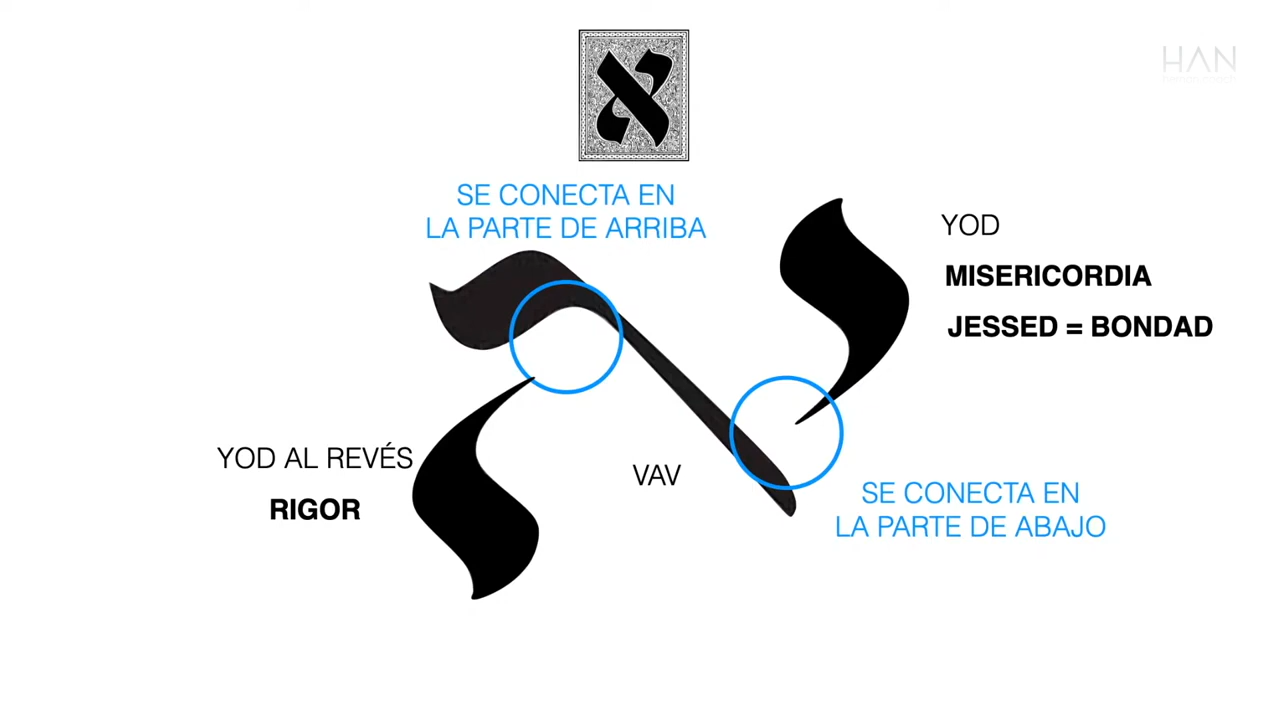 א
HAN
SE CONECTA EN
LA PARTE DE ARRIBA
YOD
MISERICORDIA
JESSED = BONDAD
YOD AL REVÉS
RIGOR
VAV
SE CONECTA EN
LA PARTE DE ABAJO